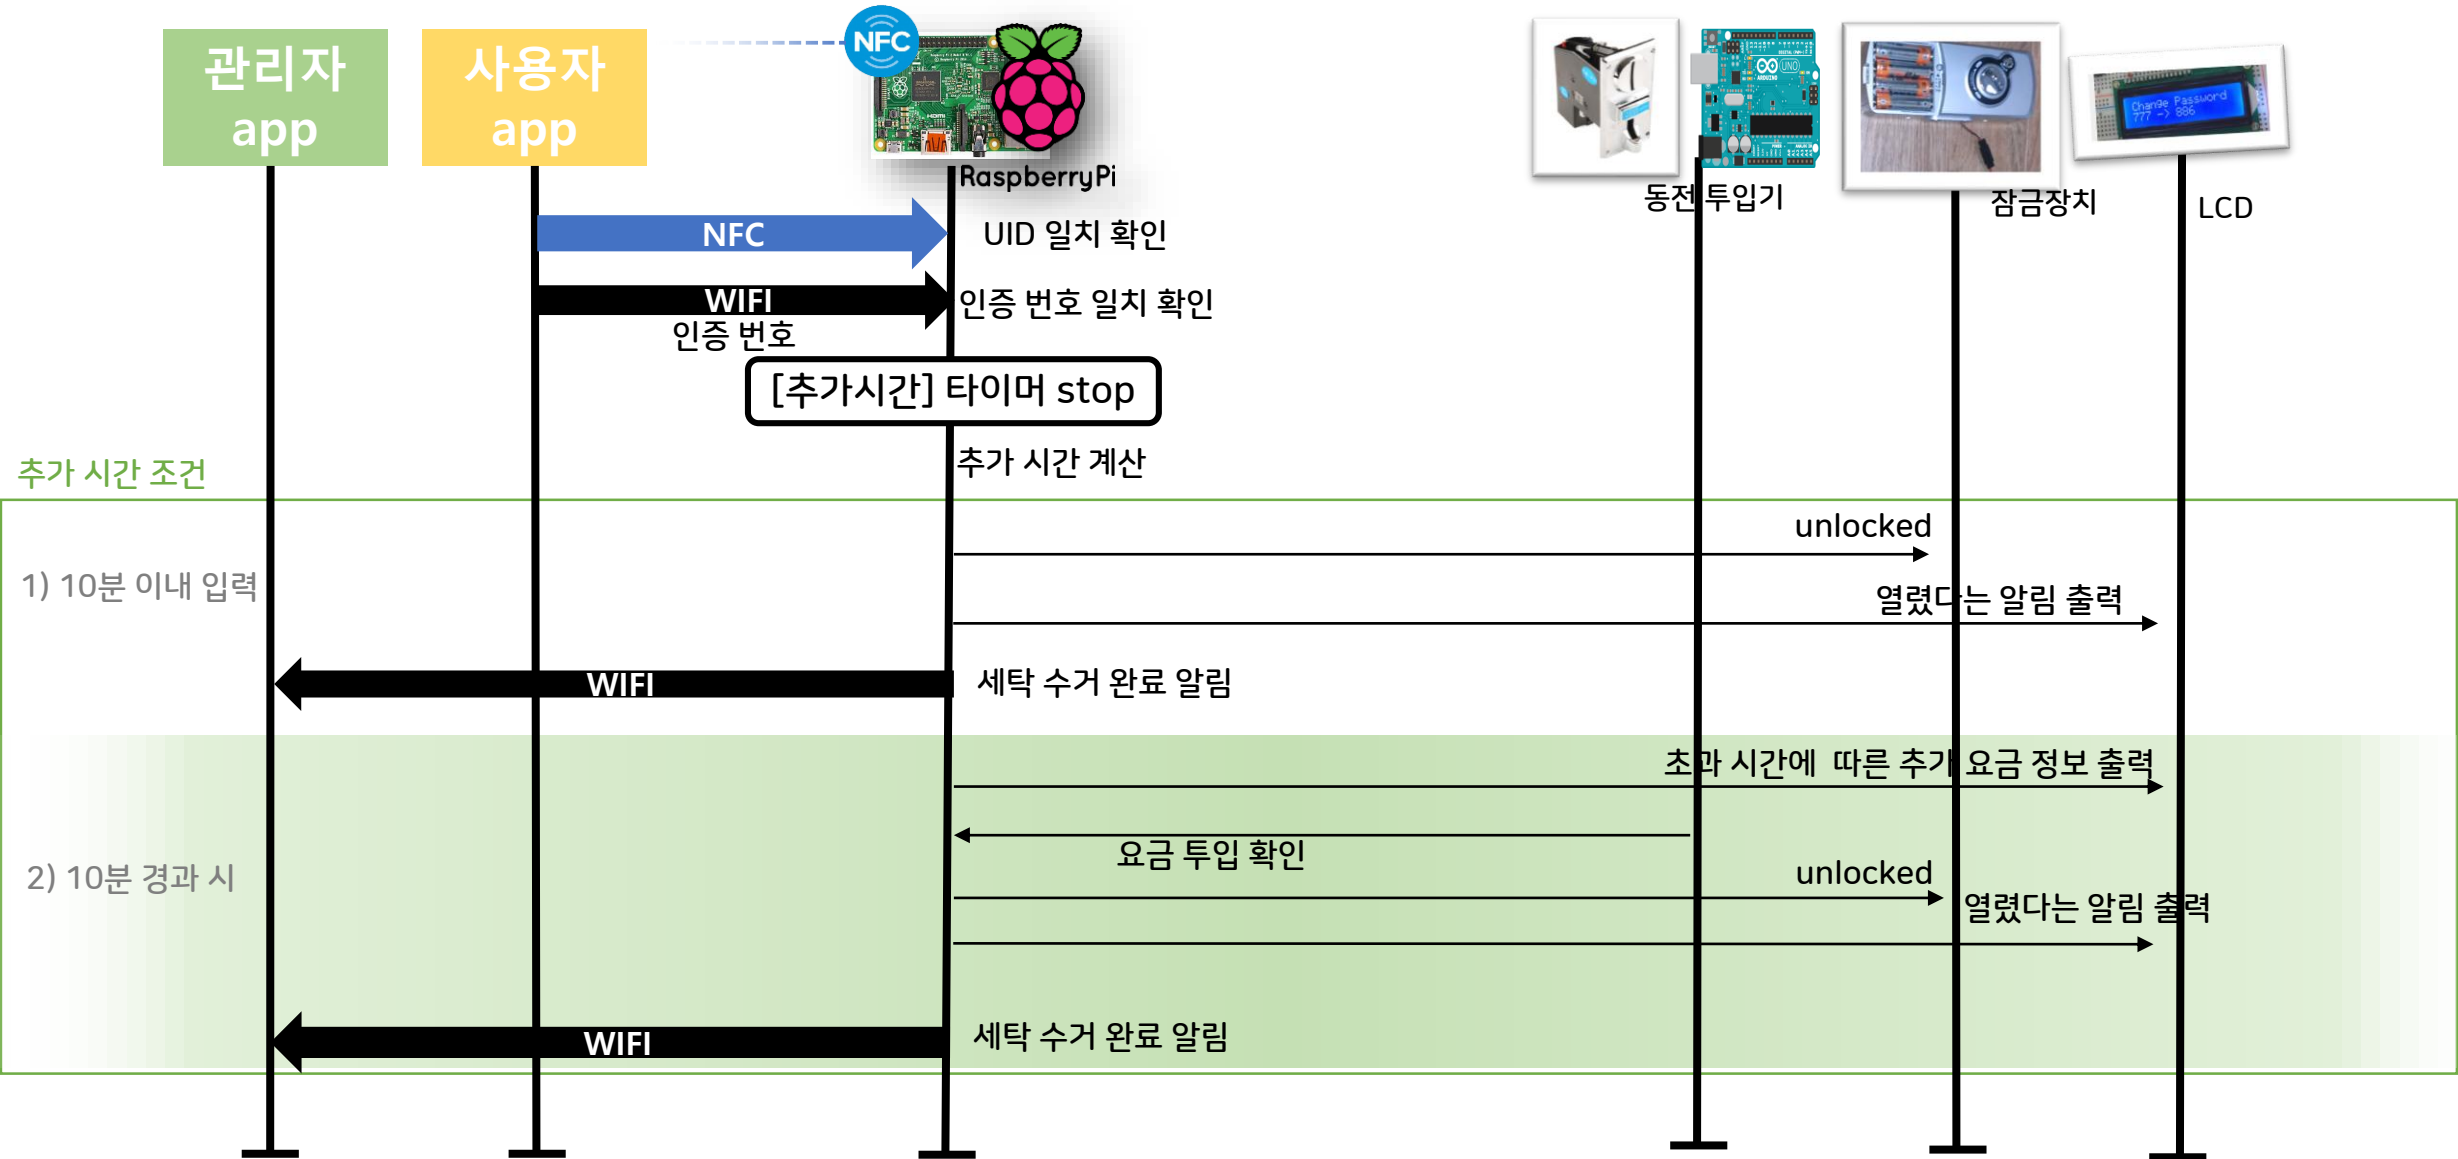 관리자
app
사용자
app
NFC
RaspberryPi
ARDUINO
UNO
Change Password
777 -> 886
동전 투입기
잠금장치
LCD
NFC
UID 일치 확인
WIFI
인증 번호 일치 확인
인증 번호
[추가시간] 타이머 stop
추가 시간 계산
추가 시간 조건
unlocked
1) 10분 이내 입력
열렸다는 알림 출력
WIFI
세탁 수거 완료 알림
초과 시간에 따른 추가 요금 정보 출력
요금 투입 확인
2) 10분 경과 시
unlocked
열렸다는 알림 출력
WIFI
세탁 수거 완료 알림